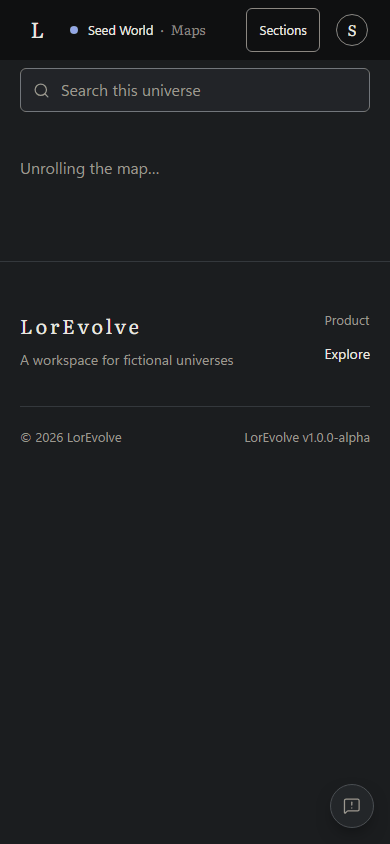 L
Seed World · Maps
Sections
S
Search this universe
Unrolling the map...
LorEvolve
A workspace for fictional universes
Product
Explore
© 2026 LorEvolve
LorEvolve v1.0.0-alpha